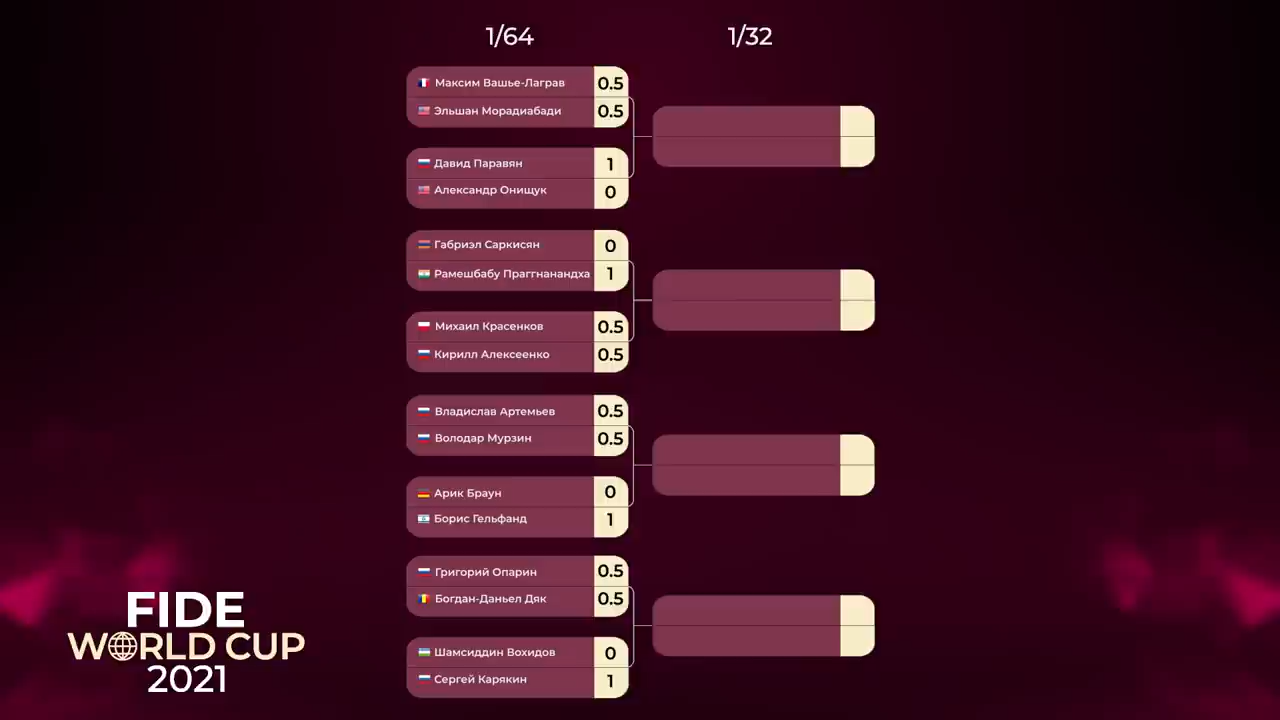 1/64
1/32
Максим Вашье-Лаграв 0.5
Эльшан Морадиабади 0.5
Давид Паравян 1
Александр Онищук 0
Габриэл Саркисян 0
Рамешбабу Праггнанандха 1
Михаил Красенков 0.5
Кирилл Алексеенко 0.5
Владислав Артемьев 0.5
Володар Мурзин 0.5
Арик Браун 0
Борис Гельфанд 1
Григорий Опарин 0.5
Богдан-Даньел Дяк 0.5
Шамсиддин Вохидов 0
Сергей Карякин 1
FIDE
WORLD CUP
2021